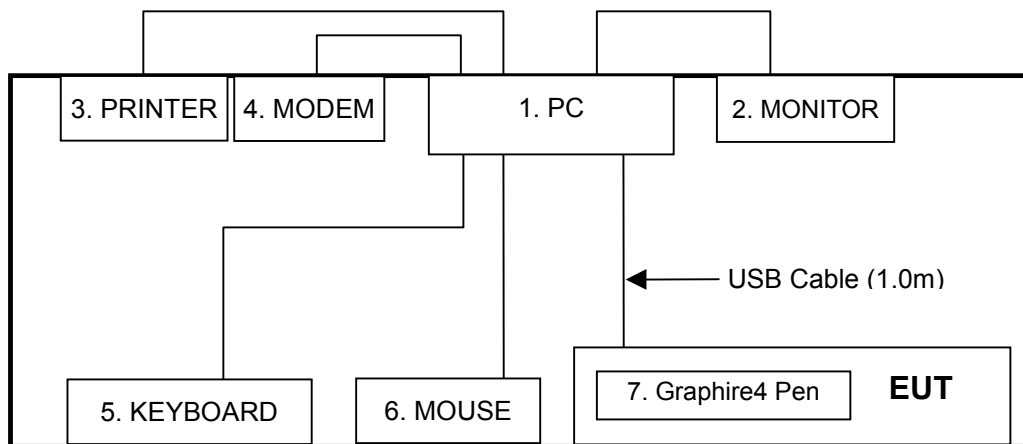 3. PRINTER
4. MODEM
1. PC
2. MONITOR
USB Cable (1.0m)
5. KEYBOARD
6. MOUSE
7. Graphire4 Pen
EUT